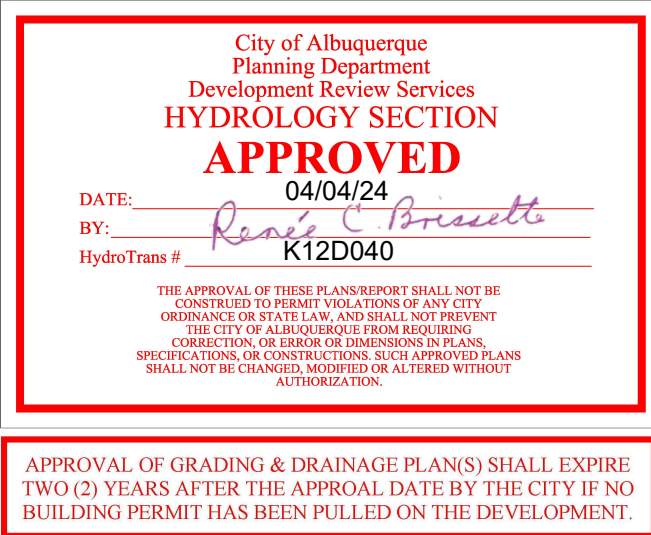 City of Albuquerque
Planning Department
Development Review Services
HYDROLOGY SECTION
APPROVED
DATE: 04/04/24
BY: Renée C. Brissette
HydroTrans # K12D040
THE APPROVAL OF THESE PLANS/REPORT SHALL NOT BE
CONSTRUED TO PERMIT VIOLATIONS OF ANY CITY
ORDINANCE OR STATE LAW, AND SHALL NOT PREVENT
THE CITY OF ALBUQUERQUE FROM REQUIRING
CORRECTION, OR ERROR OR DIMENSIONS IN PLANS,
SPECIFICATIONS, OR CONSTRUCTIONS. SUCH APPROVED PLANS
SHALL NOT BE CHANGED, MODIFIED OR ALTERED WITHOUT
AUTHORIZATION.
APPROVAL OF GRADING & DRAINAGE PLAN(S) SHALL EXPIRE
TWO (2) YEARS AFTER THE APPROAL DATE BY THE CITY IF NO
BUILDING PERMIT HAS BEEN PULLED ON THE DEVELOPMENT.